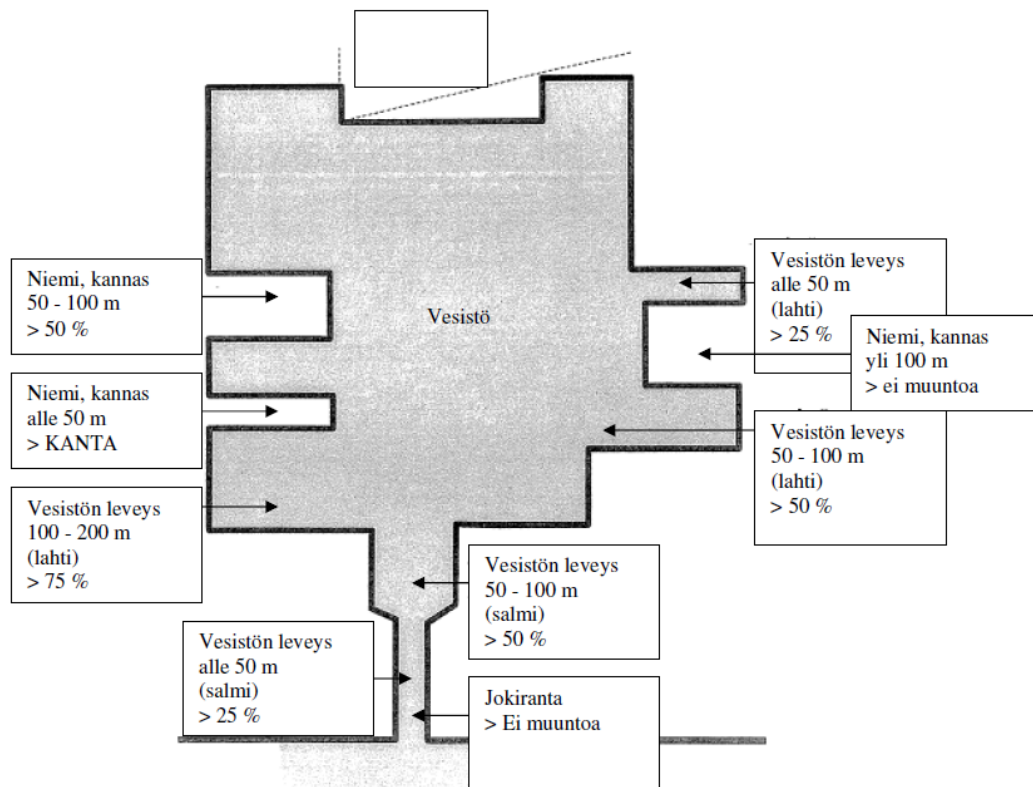 Niemi, kannas
50 - 100 m
> 50 %
Niemi, kannas
alle 50 m
> KANTA
Vesistön leveys
100 - 200 m
(lahti)
> 75 %
Vesistö
Vesistön leveys
alle 50 m
(lahti)
> 25 %
Niemi, kannas
yli 100 m
> ei muuntoa
Vesistön leveys
50 - 100 m
(lahti)
> 50 %
Vesistön leveys
50 - 100 m
(salmi)
> 50 %
Vesistön leveys
alle 50 m
(salmi)
> 25 %
Jokiranta
> Ei muuntoa